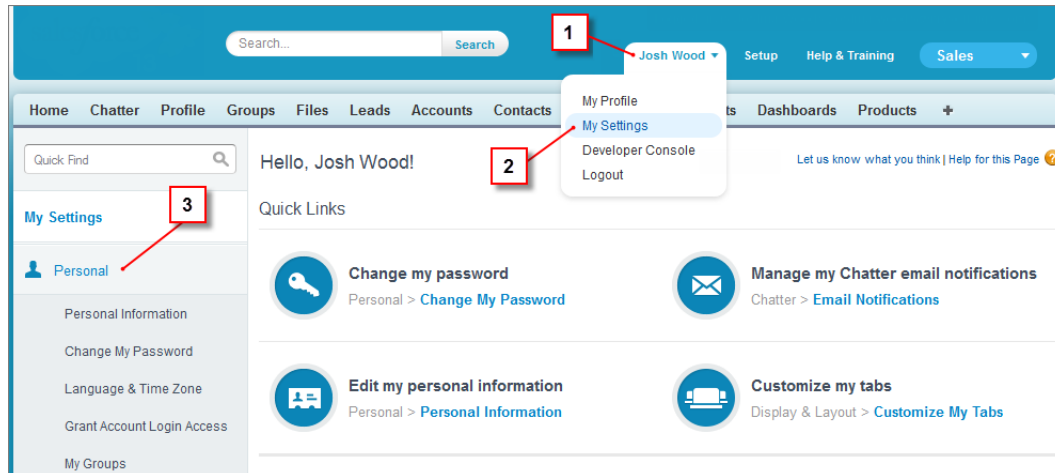 Search...
Search
1
Josh Wood
Setup
Help & Training
Sales
Home Chatter Profile Groups Files Leads Accounts Contacts
ts Dashboards Products +
My Profile
My Settings
Developer Console
Logout
2
Quick Find
Hello, Josh Wood!
Let us know what you think | Help for this Page
?
My Settings
3
Quick Links
Personal
Personal Information
Change My Password
Language & Time Zone
Grant Account Login Access
My Groups
Change my password
Personal > Change My Password
Manage my Chatter email notifications
Chatter > Email Notifications
Edit my personal information
Personal > Personal Information
Customize my tabs
Display & Layout > Customize My Tabs